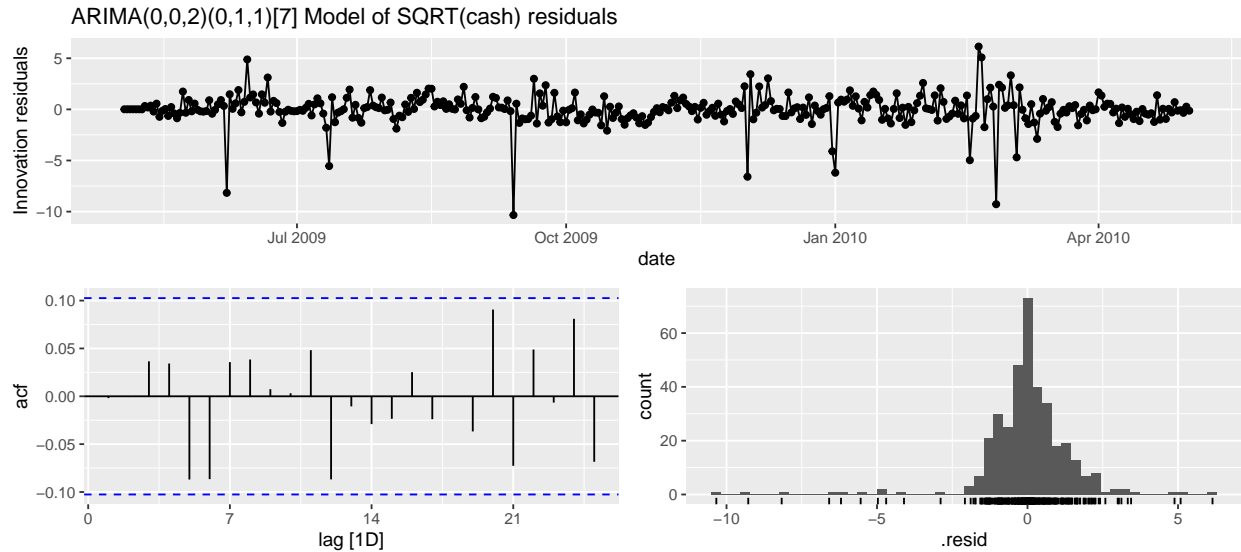 ARIMA(0,0,2)(0,1,1)[7] Model of SQRT(cash) residuals
Innovation residuals
5
0
−5
−10
Jul 2009 Oct 2009 Jan 2010 Apr 2010
date
acf
0.10
0.05
0.00
−0.05
−0.10
0 7 14 21
lag [1D]
count
60
40
20
0
−10 −5 0 5
.resid